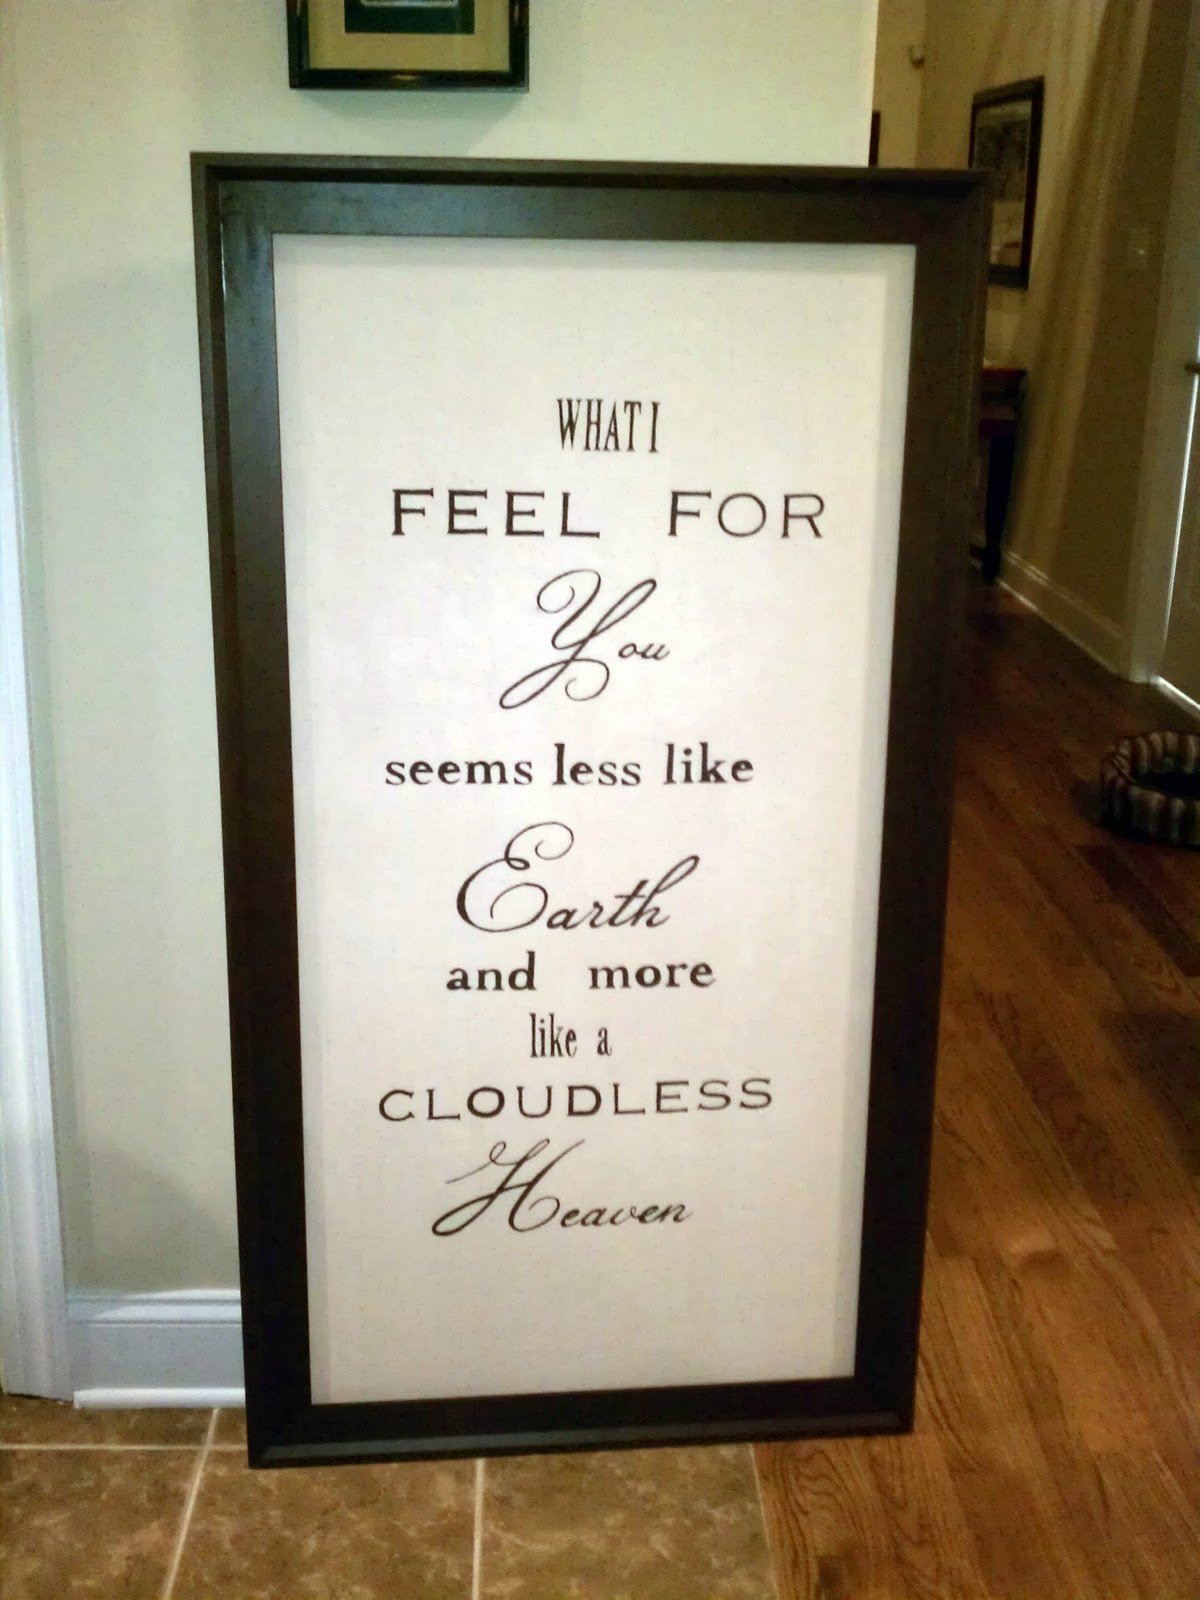 WHAT I
FEEL FOR
You
seems less like
Earth
and more
like a
CLOUDLESS
Heaven